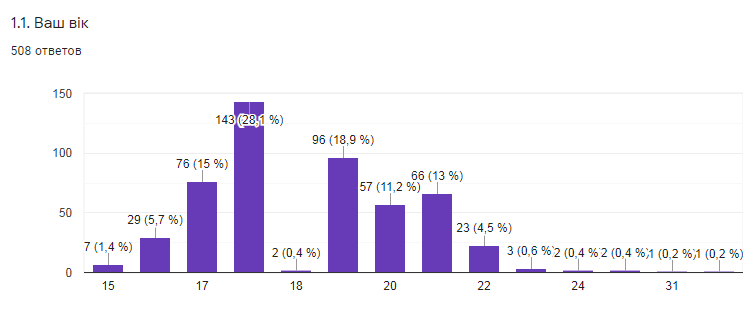 1.1. Ваш вік
508 ответов
150
100
50
0
7 (1,4 %)
29 (5,7 %)
76 (15 %)
143 (28,1 %)
2 (0,4 %)
96 (18,9 %)
57 (11,2 %)
66 (13 %)
23 (4,5 %)
3 (0,6 %)
2 (0,4 %)
2 (0,4 %)
1 (0,2 %)
1 (0,2 %)
15 17 18 20 22 24 31